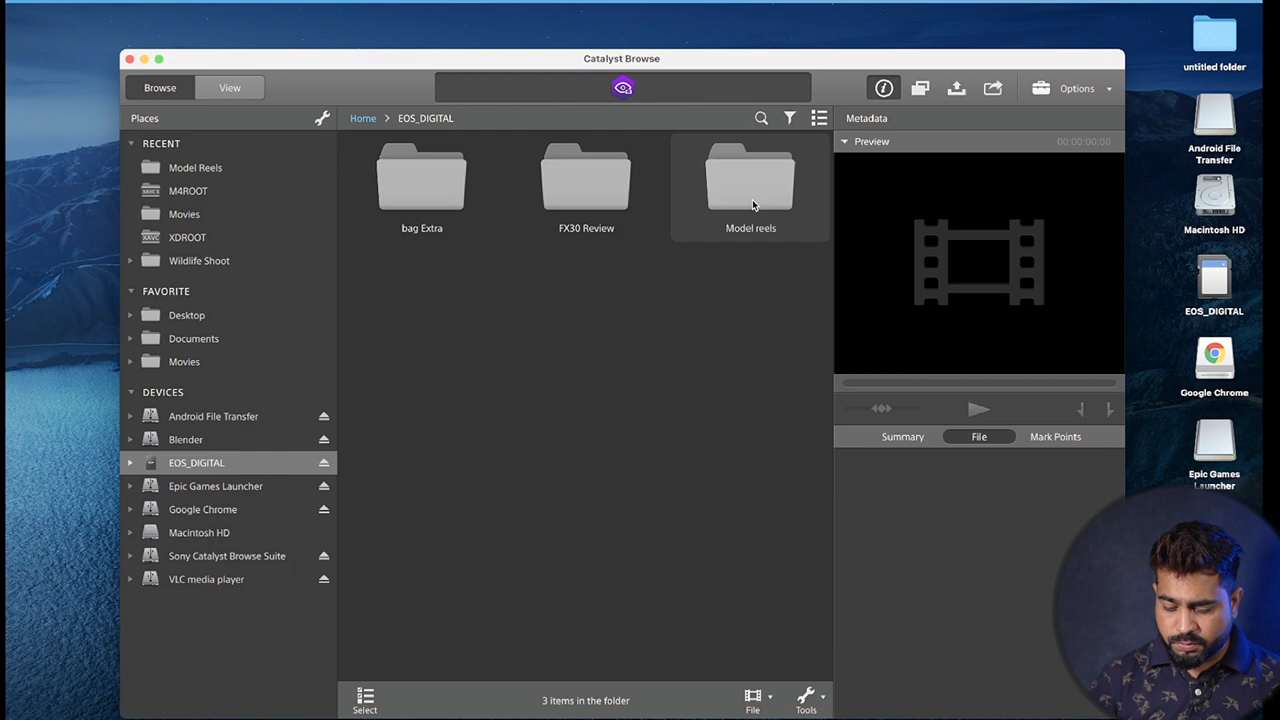 Catalyst Browse
Browse
View
Options
Places
Home > EOS_DIGITAL
Metadata
RECENT
Model Reels
M4ROOT
Movies
XDROOT
Wildlife Shoot
FAVORITE
Desktop
Documents
Movies
DEVICES
Android File Transfer
Blender
EOS_DIGITAL
Epic Games Launcher
Google Chrome
Macintosh HD
Sony Catalyst Browse Suite
VLC media player
bag Extra
FX30 Review
Model reels
Select
3 items in the folder
File
Tools
Preview
00:00:00:00
Summary
File
Mark Points
untitled folder
Android File
Transfer
Macintosh HD
EOS_DIGITAL
Google Chrome
Epic Games
Launcher